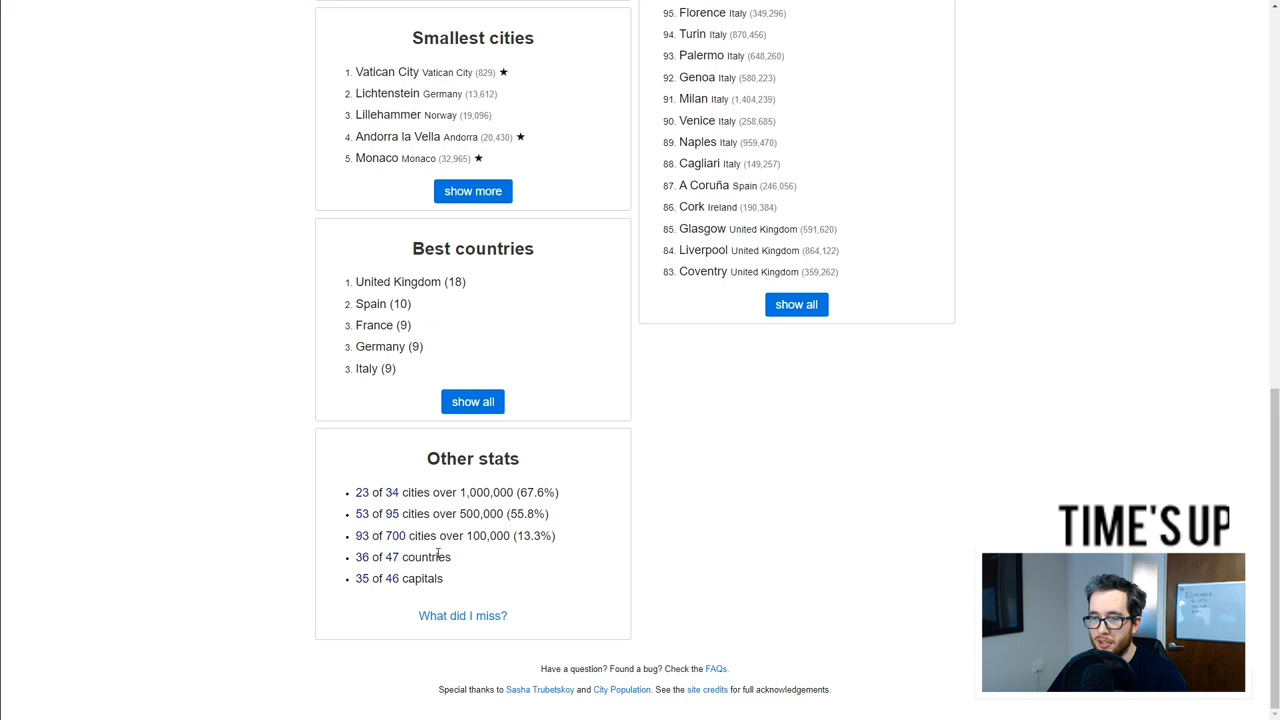 Smallest cities
1. Vatican City Vatican City (829) ★
2. Lichtenstein Germany (13,612)
3. Lillehammer Norway (19,096)
4. Andorra la Vella Andorra (20,430) ★
5. Monaco Monaco (32,965) ★
show more
Best countries
1. United Kingdom (18)
2. Spain (10)
3. France (9)
3. Germany (9)
3. Italy (9)
show all
Other stats
• 23 of 34 cities over 1,000,000 (67.6%)
• 53 of 95 cities over 500,000 (55.8%)
• 93 of 700 cities over 100,000 (13.3%)
• 36 of 47 countries
• 35 of 46 capitals
What did I miss?
95. Florence Italy (349,296)
94. Turin Italy (870,456)
93. Palermo Italy (648,260)
92. Genoa Italy (580,223)
91. Milan Italy (1,404,239)
90. Venice Italy (258,685)
89. Naples Italy (959,470)
88. Cagliari Italy (149,257)
87. A Coruña Spain (246,056)
86. Cork Ireland (190,384)
85. Glasgow United Kingdom (591,620)
84. Liverpool United Kingdom (864,122)
83. Coventry United Kingdom (359,262)
show all
TIME'S UP
Have a question? Found a bug? Check the FAQs.
Special thanks to Sasha Trubetskoy and City Population. See the site credits for full acknowledgements.